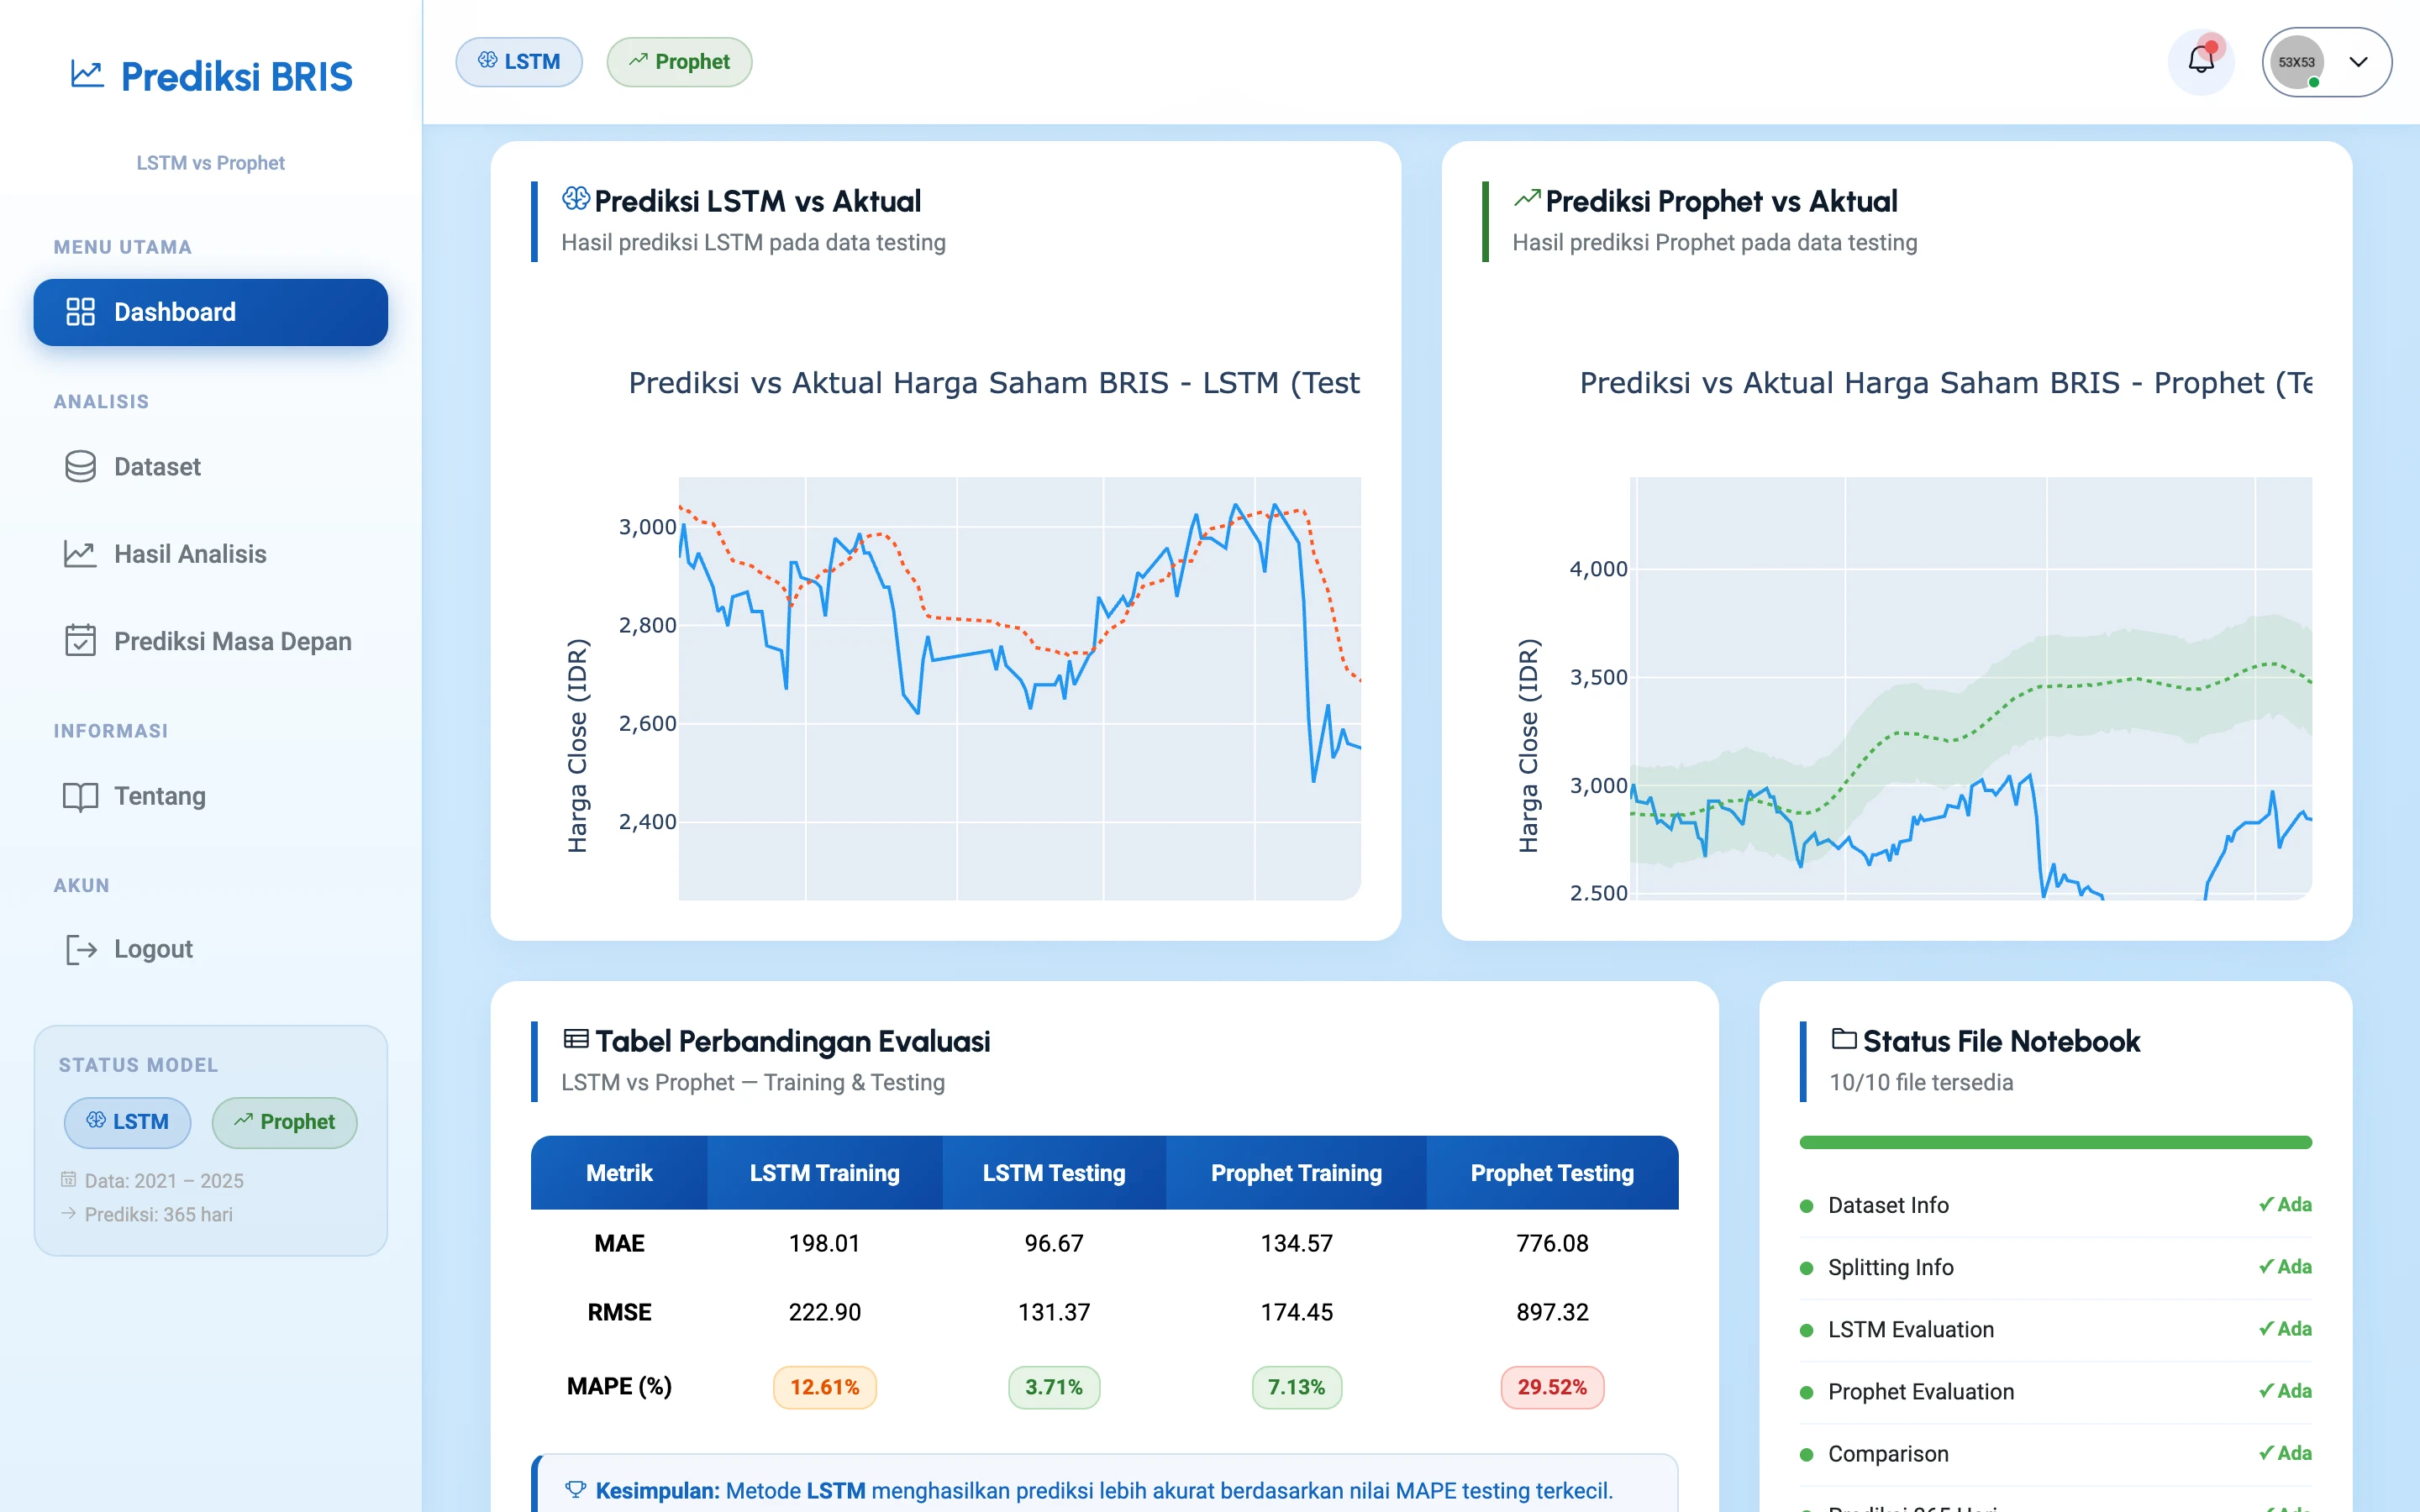 Prediksi BRIS
LSTM vs Prophet
MENU UTAMA
Dashboard
ANALISIS
Dataset
Hasil Analisis
Prediksi Masa Depan
INFORMASI
Tentang
AKUN
Logout
STATUS MODEL
LSTM Prophet
Data: 2021 – 2025
Prediksi: 365 hari
LSTM Prophet
53X53
Prediksi LSTM vs Aktual
Hasil prediksi LSTM pada data testing
Prediksi vs Aktual Harga Saham BRIS - LSTM (Test
Harga Close (IDR)
3,000
2,800
2,600
2,400
Prediksi Prophet vs Aktual
Hasil prediksi Prophet pada data testing
Prediksi vs Aktual Harga Saham BRIS - Prophet (Te
Harga Close (IDR)
4,000
3,500
3,000
2,500
Tabel Perbandingan Evaluasi
LSTM vs Prophet — Training & Testing
Metrik LSTM Training LSTM Testing Prophet Training Prophet Testing
MAE 198.01 96.67 134.57 776.08
RMSE 222.90 131.37 174.45 897.32
MAPE (%) 12.61% 3.71% 7.13% 29.52%
Kesimpulan: Metode LSTM menghasilkan prediksi lebih akurat berdasarkan nilai MAPE testing terkecil.
Status File Notebook
10/10 file tersedia
Dataset Info ✓ Ada
Splitting Info ✓ Ada
LSTM Evaluation ✓ Ada
Prophet Evaluation ✓ Ada
Comparison ✓ Ada